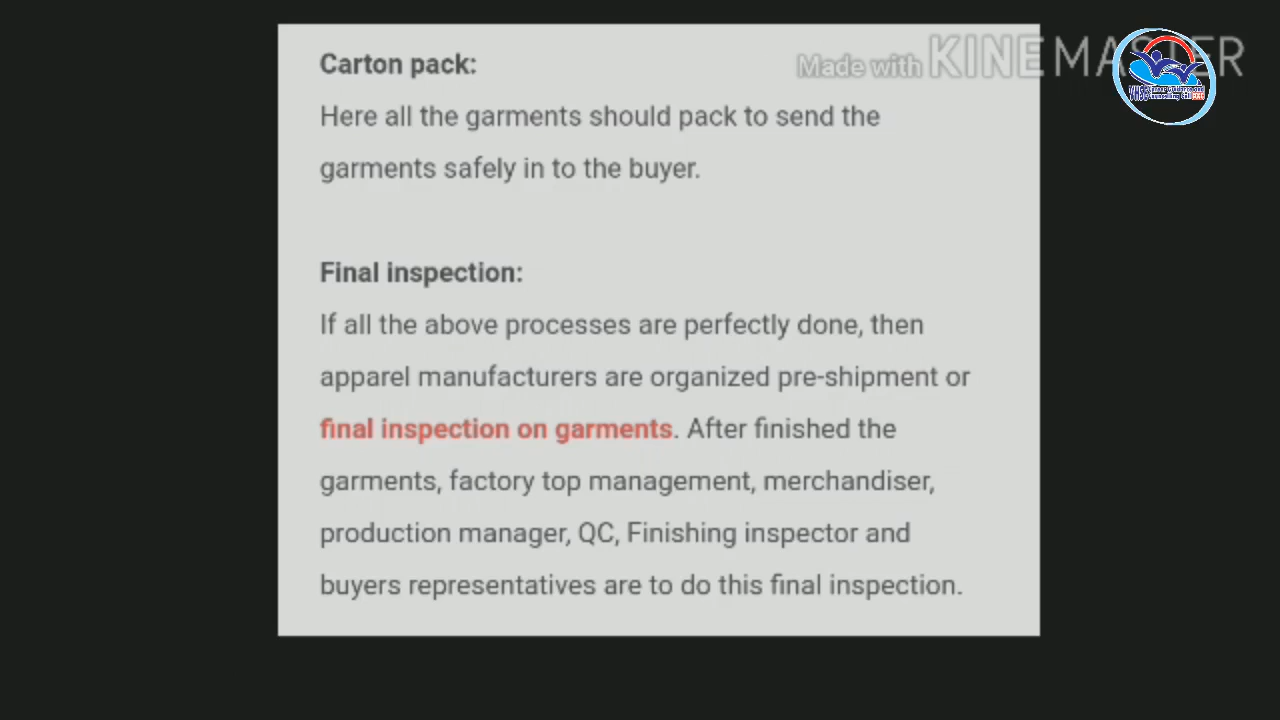 Carton pack:
Made with KINEMASTER
Here all the garments should pack to send the
garments safely in to the buyer.
Final inspection:
If all the above processes are perfectly done, then
apparel manufacturers are organized pre-shipment or
final inspection on garments. After finished the
garments, factory top management, merchandiser,
production manager, QC, Finishing inspector and
buyers representatives are to do this final inspection.